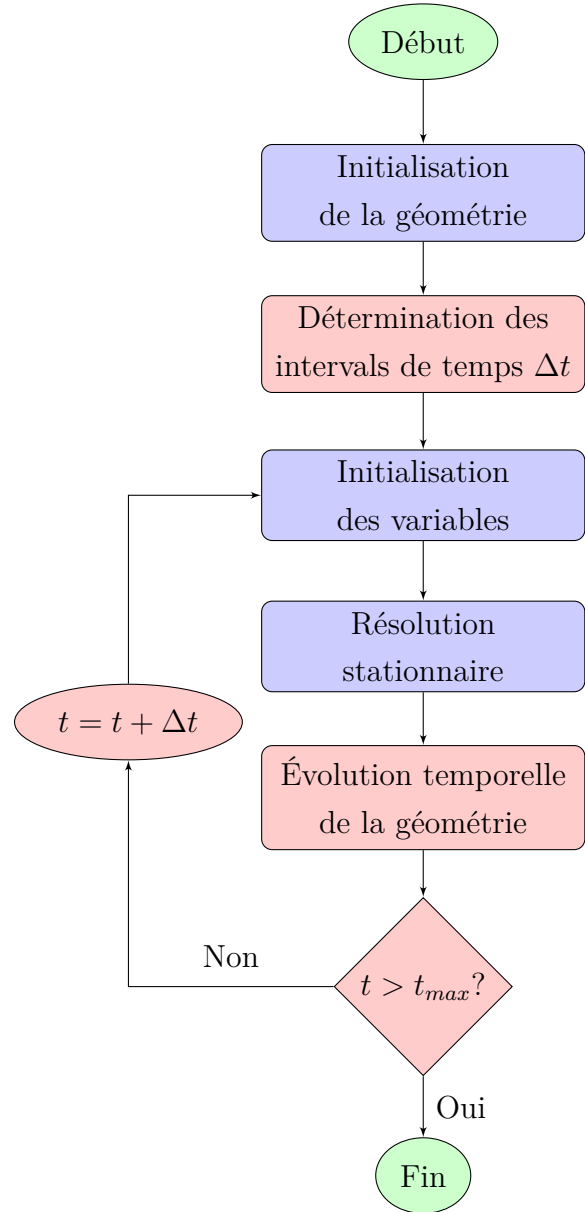 Début
Initialisation
de la géométrie
Détermination des
intervals de temps Δt
Initialisation
des variables
Résolution
stationnaire
t = t + Δt
Évolution temporelle
de la géométrie
Non
t > tmax?
Oui
Fin